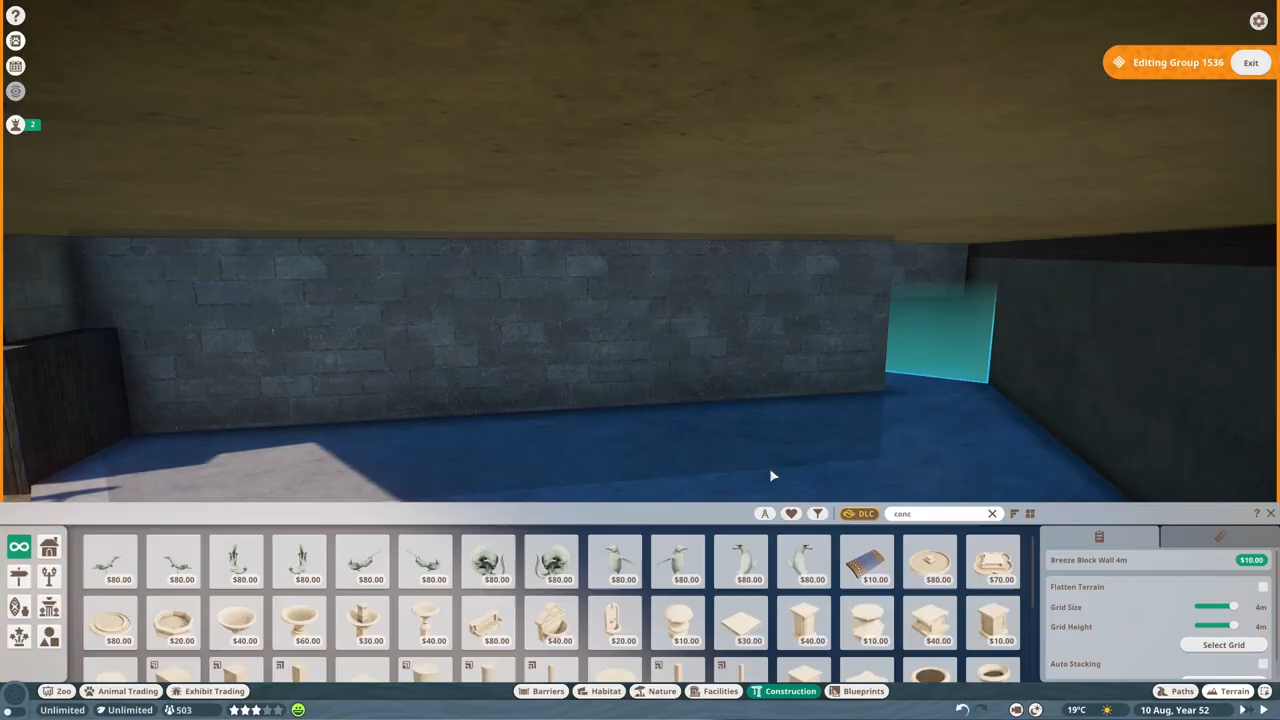 ?
Editing Group 1536 Exit
2
A DLC conc
?
$80.00 $80.00 $80.00 $80.00 $80.00 $80.00 $80.00 $80.00 $80.00 $80.00 $80.00 $80.00 $10.00 $80.00 $70.00
$80.00 $20.00 $40.00 $60.00 $30.00 $40.00 $80.00 $40.00 $20.00 $10.00 $30.00 $40.00 $10.00 $40.00 $10.00
Breeze Block Wall 4m $10.00
Flatten Terrain
Grid Size 4m
Grid Height 4m
Select Grid
Auto Stacking
Zoo Animal Trading Exhibit Trading Barriers Habitat Nature Facilities Construction Blueprints Paths Terrain
Unlimited Unlimited 503 19°C 10 Aug, Year 52